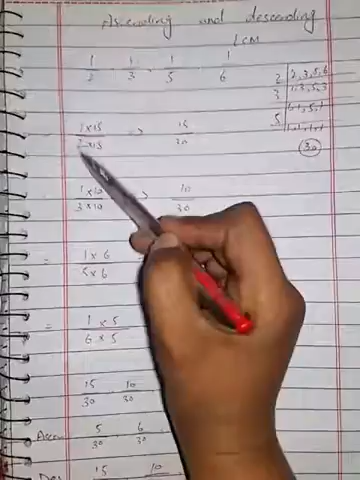 Ascending and descending
LCM
1/2 , 1/3 , 1/5 , 1/6
2 | 2, 3, 5, 6
3 | 1, 3, 5, 3
5 | 1, 1, 5, 1
1, 1, 1, 1
30
1 x 15 / 2 x 15 => 15/30
1 x 10 / 3 x 10 => 10/30
= 1 x 6 / 5 x 6
= 1 x 5 / 6 x 5
15/30 10/30
Ascen 5/30 6/30
Des 15 10